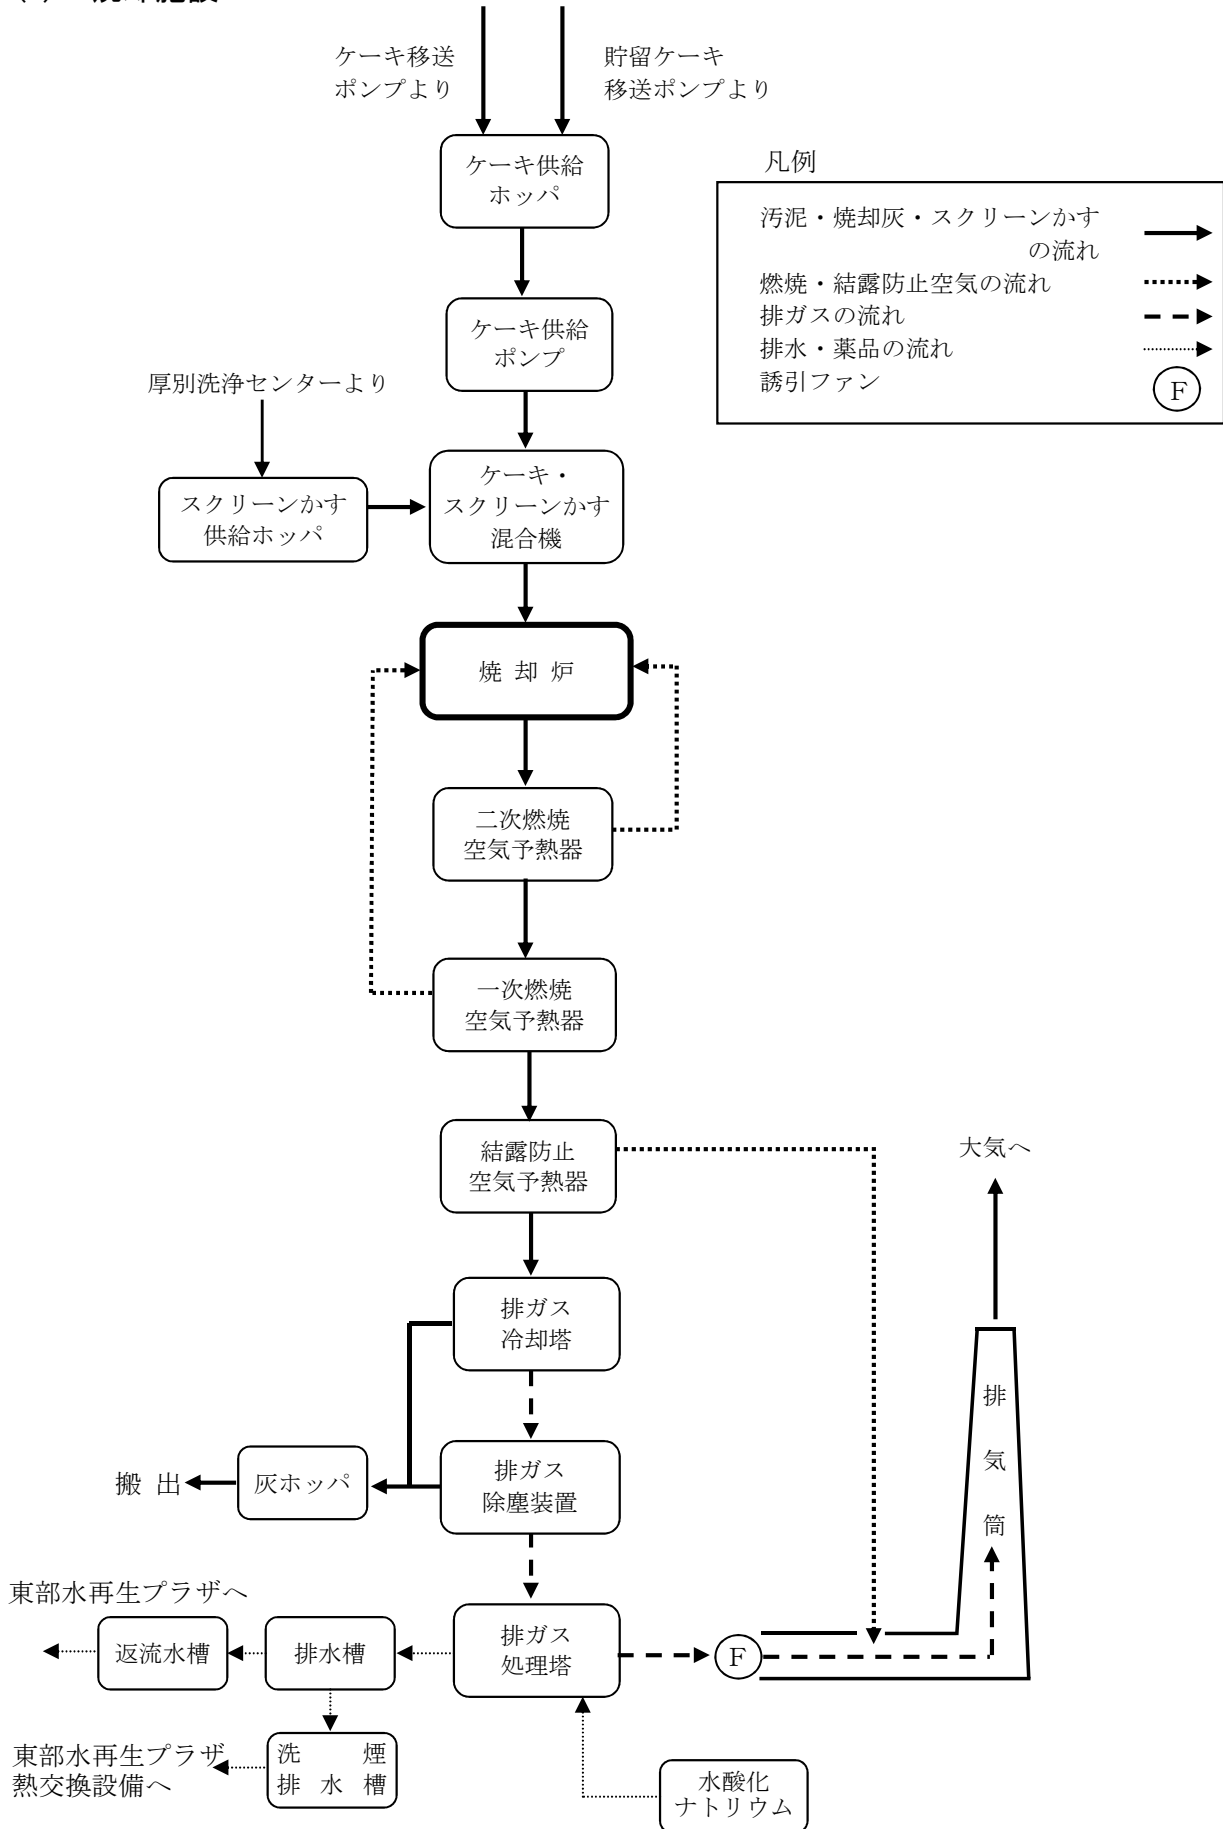 ケーキ移送
ポンプより
貯留ケーキ
移送ポンプより
ケーキ供給
ホッパ
凡例
汚泥・焼却灰・スクリーンかす
の流れ
燃焼・結露防止空気の流れ
排ガスの流れ
排水・薬品の流れ
誘引ファン
F
ケーキ供給
ポンプ
厚別洗浄センターより
スクリーンかす
供給ホッパ
ケーキ・
スクリーンかす
混合機
焼 却 炉
二次燃焼
空気予熱器
一次燃焼
空気予熱器
結露防止
空気予熱器
大気へ
排ガス
冷却塔
排
気
筒
排ガス
除塵装置
灰ホッパ
搬 出
東部水再生プラザへ
返流水槽
排水槽
排ガス
処理塔
F
東部水再生プラザ
熱交換設備へ
洗 煙
排 水 槽
水酸化
ナトリウム